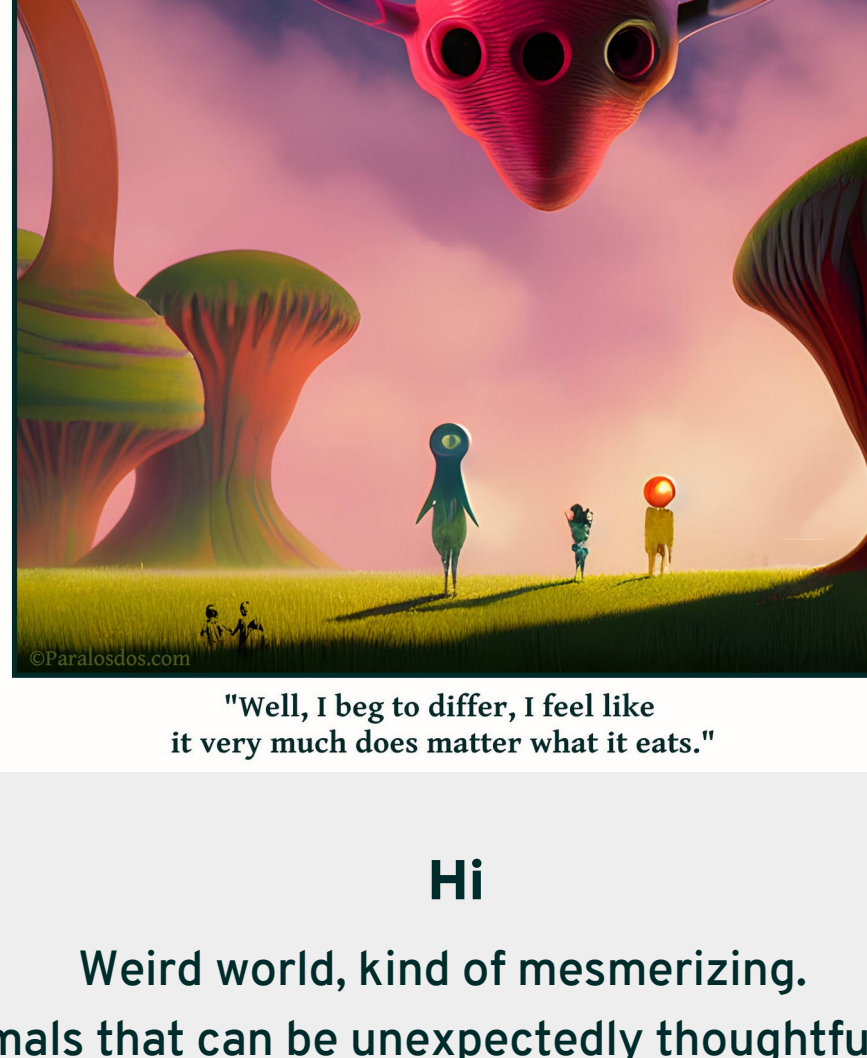 ©Paralosdos.com
"Well, I beg to differ, I feel like
it very much does matter what it eats."
Hi
Weird world, kind of mesmerizing.
that can be unexpectedly